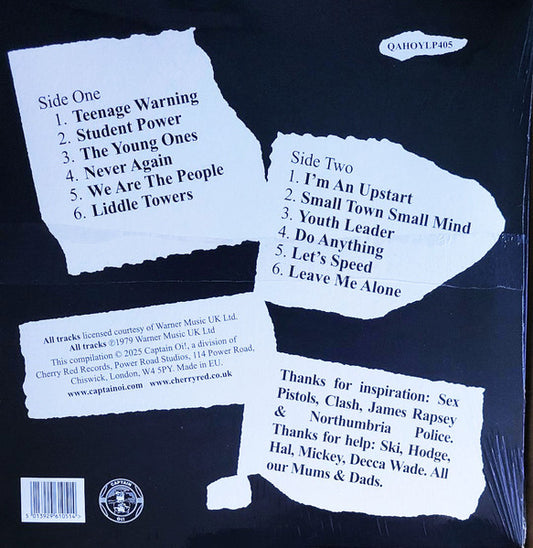 QAHOYLP405
Side One
1. Teenage Warning
2. Student Power
3. The Young Ones
4. Never Again
5. We Are The People
6. Liddle Towers
Side Two
1. I'm An Upstart
2. Small Town Small Mind
3. Youth Leader
4. Do Anything
5. Let's Speed
6. Leave Me Alone
All tracks licensed courtesy of Warner Music UK Ltd.
All tracks ℗1979 Warner Music UK Ltd
This compilation © 2025 Captain Oi!, a division of
Cherry Red Records, Power Road Studios, 114 Power Road,
Chiswick, London, W4 5PY. Made in EU.
www.captainoi.com www.cherryred.co.uk
Thanks for inspiration: Sex
Pistols, Clash, James Rapsey
& Northumbria Police.
Thanks for help: Ski, Hodge,
Hal, Mickey, Decca Wade. All
our Mums & Dads.
5 013929 610514 >
CAPTAIN
OI!